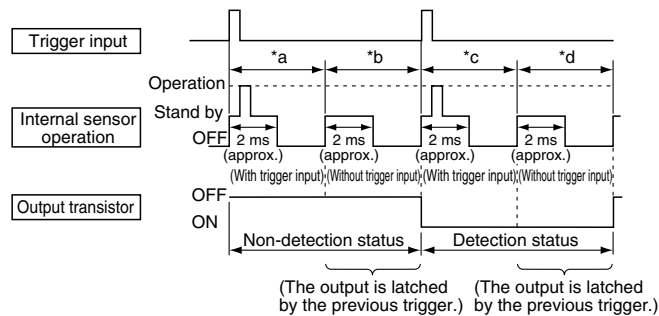 Trigger input
*a *b *c *d
Operation
Stand by
Internal sensor
operation
OFF
2 ms 2 ms 2 ms 2 ms
(approx.) (approx.) (approx.) (approx.)
(With trigger input) (Without trigger input) (With trigger input) (Without trigger input)
Output transistor
OFF
ON
Non-detection status Detection status
(The output is latched (The output is latched
by the previous trigger.) by the previous trigger.)